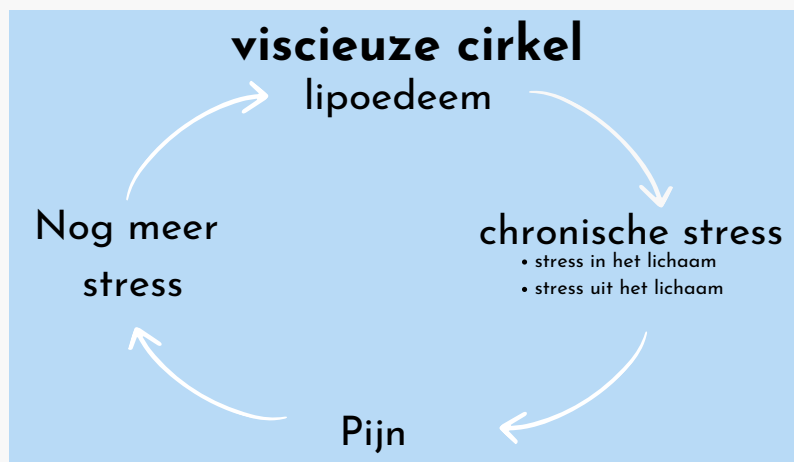 viscieuze cirkel
lipoedeem
chronische stress
• stress in het lichaam
• stress uit het lichaam
Pijn
Nog meer
stress